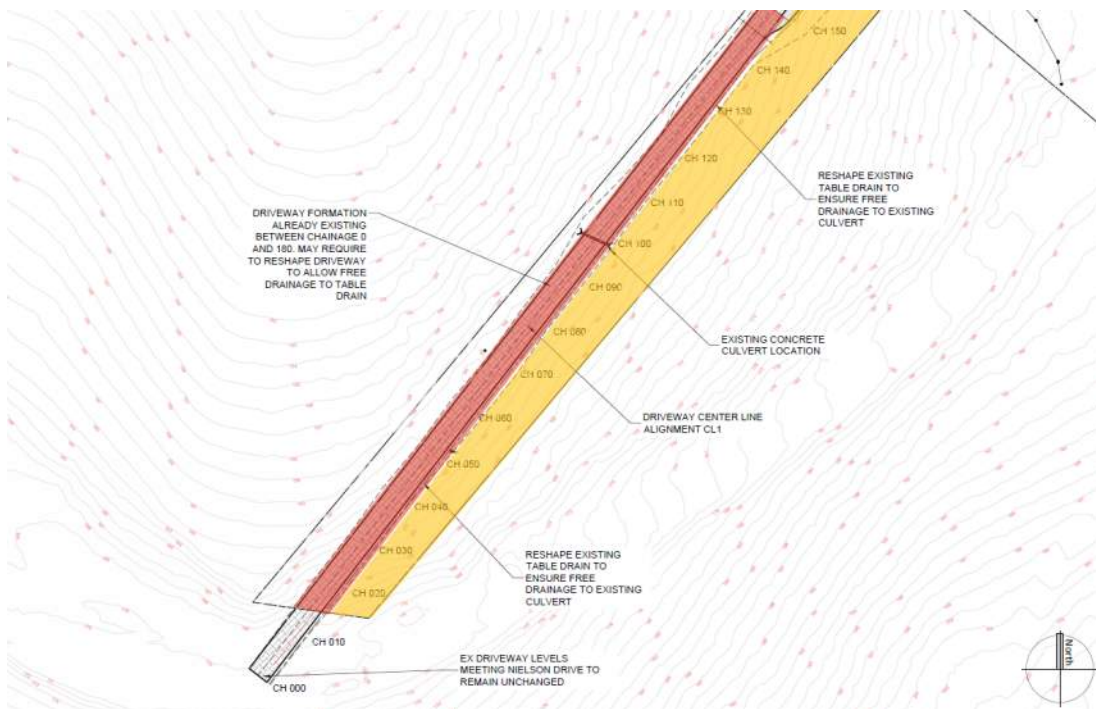 CH 150
CH 140
CH 130
CH 120
RESHAPE EXISTING
TABLE DRAIN TO
ENSURE FREE
DRAINAGE TO EXISTING
CULVERT
CH 110
DRIVEWAY FORMATION
ALREADY EXISTING
BETWEEN CHAINAGE 0
AND 180. MAY REQUIRE
TO RESHAPE DRIVEWAY
TO ALLOW FREE
DRAINAGE TO TABLE
DRAIN
CH 100
CH 090
CH 080
EXISTING CONCRETE
CULVERT LOCATION
CH 070
CH 060
DRIVEWAY CENTER LINE
ALIGNMENT CL1
CH 050
CH 040
CH 030
RESHAPE EXISTING
TABLE DRAIN TO
ENSURE FREE
DRAINAGE TO EXISTING
CULVERT
CH 020
CH 010
EX DRIVEWAY LEVELS
MEETING NIELSON DRIVE TO
REMAIN UNCHANGED
CH 000
North